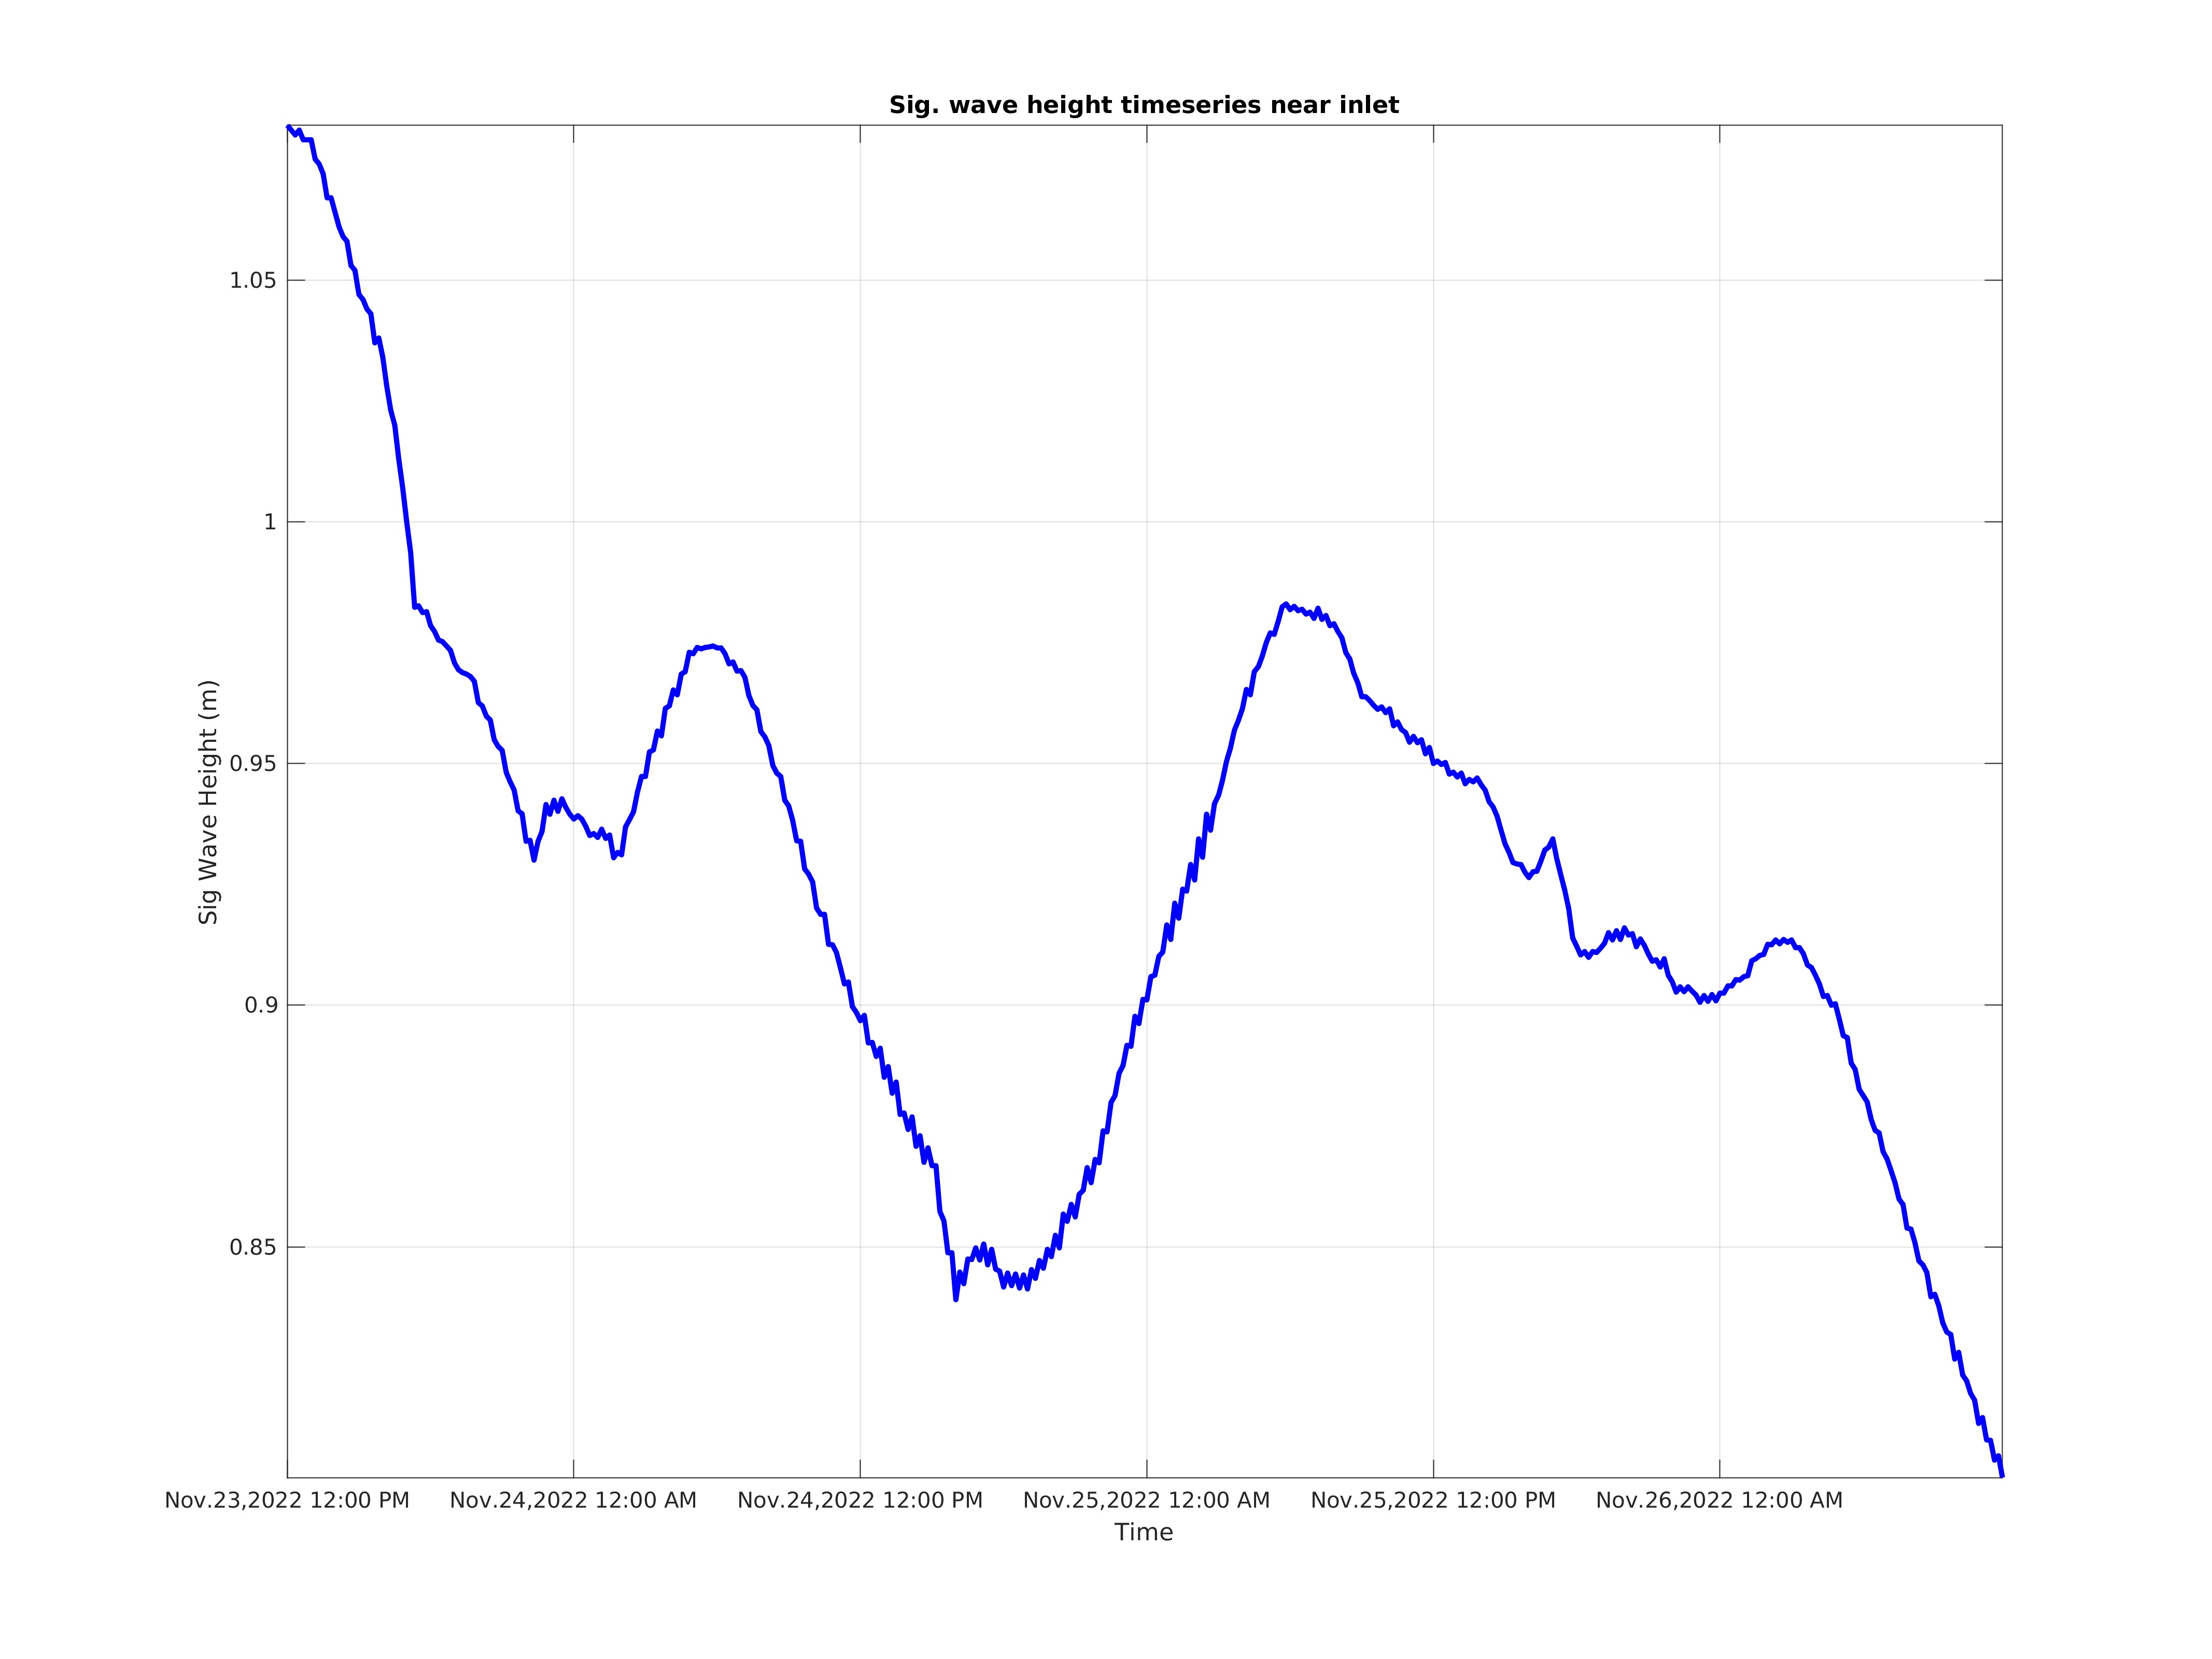 Sig. wave height timeseries near inlet
1.05
1
0.95
0.9
0.85
Sig Wave Height (m)
Nov.23,2022 12:00 PM Nov.24,2022 12:00 AM Nov.24,2022 12:00 PM Nov.25,2022 12:00 AM Nov.25,2022 12:00 PM Nov.26,2022 12:00 AM
Time